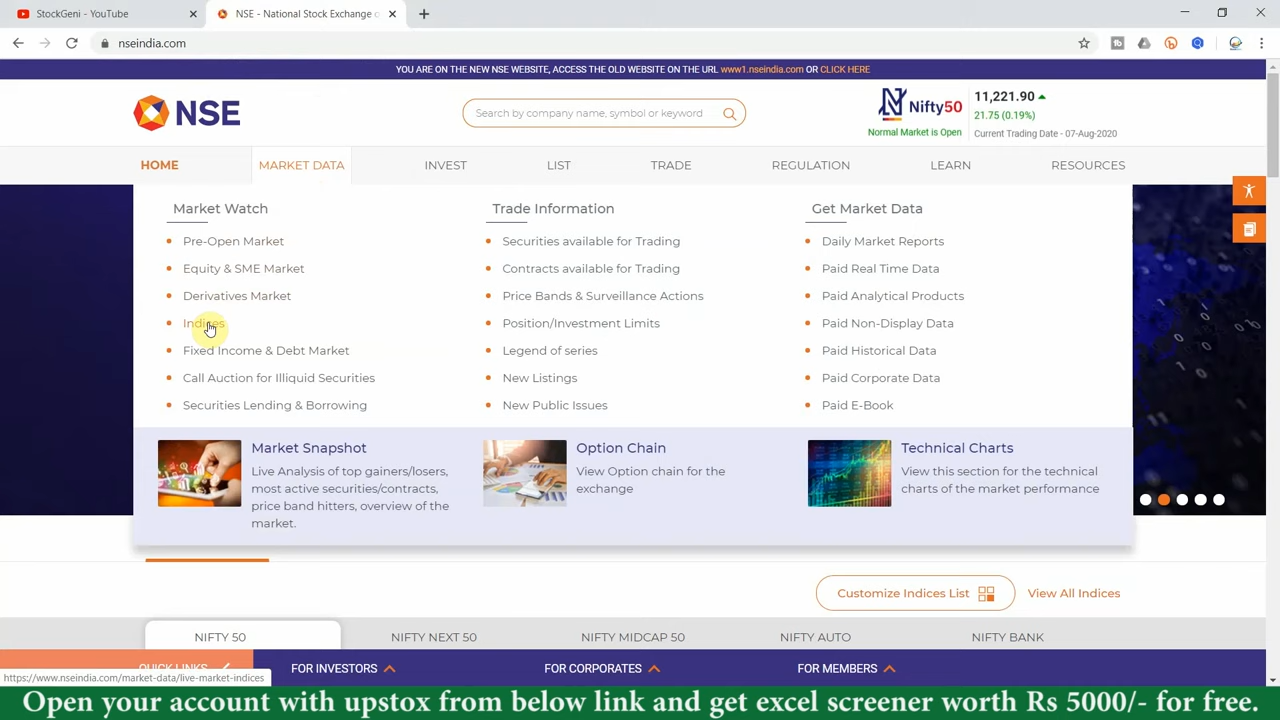 StockGeni - YouTube
NSE - National Stock Exchange o
nseindia.com
YOU ARE ON THE NEW NSE WEBSITE, ACCESS THE OLD WEBSITE ON THE URL www1.nseindia.com OR CLICK HERE
NSE
Search by company name, symbol or keyword
Nifty50
Normal Market is Open
11,221.90
21.75 (0.19%)
Current Trading Date - 07-Aug-2020
HOME
MARKET DATA
INVEST
LIST
TRADE
REGULATION
LEARN
RESOURCES
Market Watch
Pre-Open Market
Equity & SME Market
Derivatives Market
Indices
Fixed Income & Debt Market
Call Auction for Illiquid Securities
Securities Lending & Borrowing
Trade Information
Securities available for Trading
Contracts available for Trading
Price Bands & Surveillance Actions
Position/Investment Limits
Legend of series
New Listings
New Public Issues
Get Market Data
Daily Market Reports
Paid Real Time Data
Paid Analytical Products
Paid Non-Display Data
Paid Historical Data
Paid Corporate Data
Paid E-Book
Market Snapshot
Live Analysis of top gainers/losers,
most active securities/contracts,
price band hitters, overview of the
market.
Option Chain
View Option chain for the
exchange
Technical Charts
View this section for the technical
charts of the market performance
Customize Indices List
View All Indices
NIFTY 50
NIFTY NEXT 50
NIFTY MIDCAP 50
NIFTY AUTO
NIFTY BANK
QUICK LINKS
FOR INVESTORS
FOR CORPORATES
FOR MEMBERS
https://www.nseindia.com/market-data/live-market-indices
Open your account with upstox from below link and get excel screener worth Rs 5000/- for free.